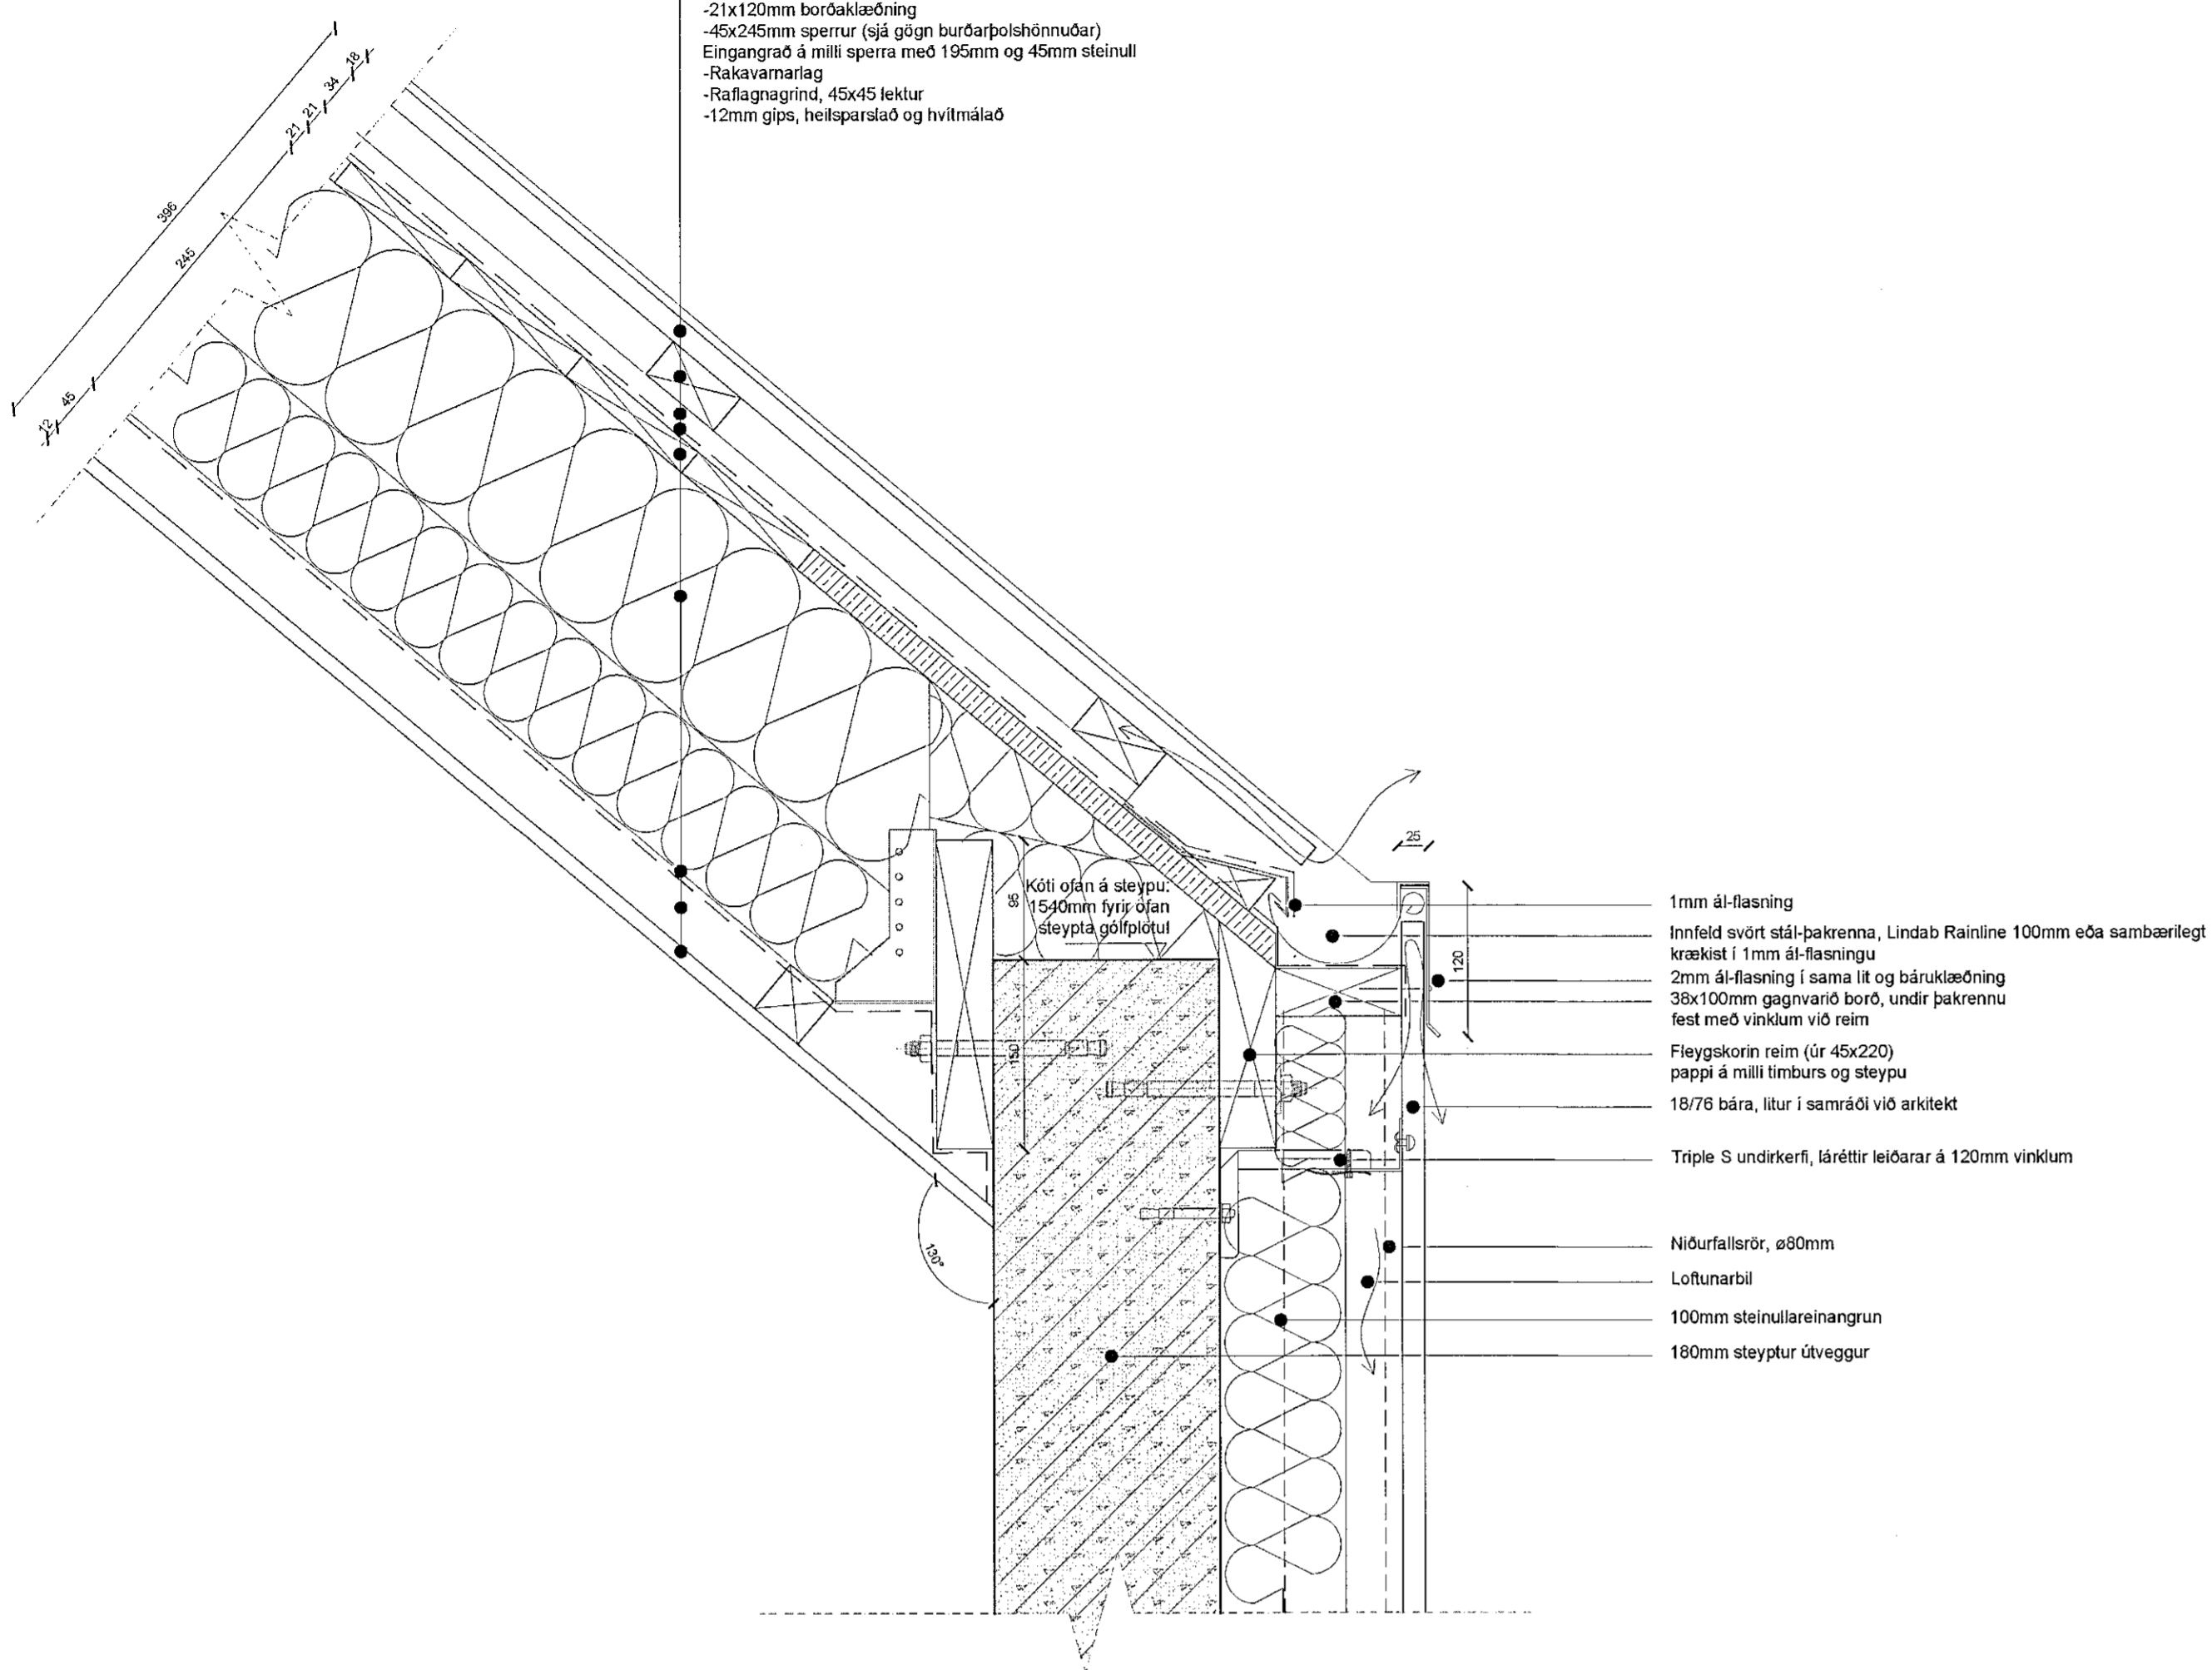 -21x120mm borðaklæðning
-45x245mm sperrur (sjá gögn burðarþolshönnuðar)
Eingangrað á milli sperra með 195mm og 45mm steinull
-Rakavarnarlag
-Raflagnagrind, 45x45 lektur
-12mm gips, heilsparslað og hvítmálað
396
245
21
21
34
18
12
45
Kóti ofan á steypu:
1540mm fyrir ofan
steypta gólfplötu!
95
150
130°
25
120
1mm ál-flasning
Innfeld svört stál-þakrenna, Lindab Rainline 100mm eða sambærilegt
krækist í 1mm ál-flasningu
2mm ál-flasning í sama lit og báruklæðning
38x100mm gagnvarið borð, undir þakrennu
fest með vinklum við reim
Fleygskorin reim (úr 45x220)
pappi á milli timburs og steypu
18/76 bára, litur í samráði við arkitekt
Triple S undirkerfi, láréttir leiðarar á 120mm vinklum
Niðurfallsrör, ø80mm
Loftunarbil
100mm steinullareinangrun
180mm steyptur útveggur